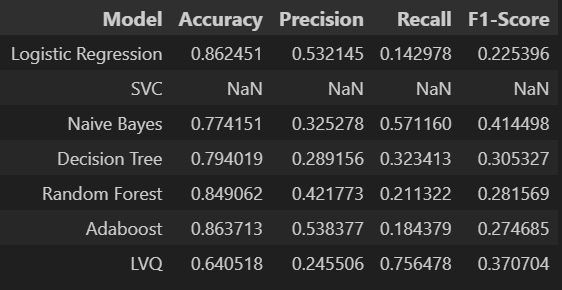 Model Accuracy Precision Recall F1-Score
Logistic Regression 0.862451 0.532145 0.142978 0.225396
SVC NaN NaN NaN NaN
Naive Bayes 0.774151 0.325278 0.571160 0.414498
Decision Tree 0.794019 0.289156 0.323413 0.305327
Random Forest 0.849062 0.421773 0.211322 0.281569
Adaboost 0.863713 0.538377 0.184379 0.274685
LVQ 0.640518 0.245506 0.756478 0.370704